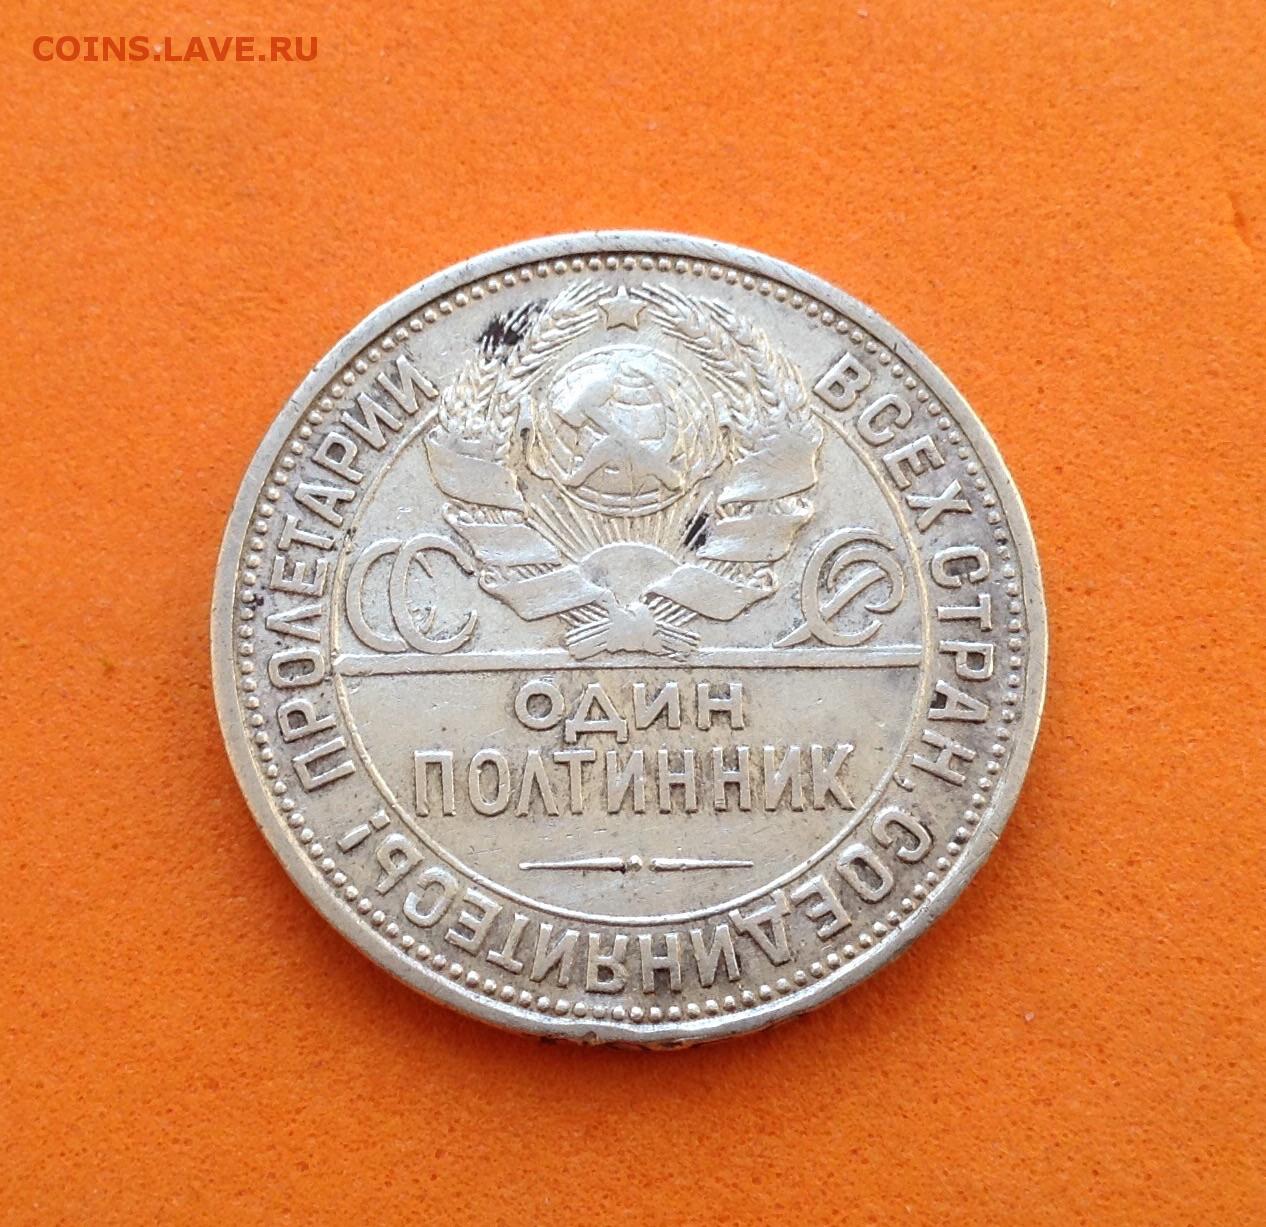 COINS.LAVE.RU
ПРОЛЕТАРИИ ВСЕХ СТРАН, СОЕДИНЯЙТЕСЬ!
СССР
ОДИН
ПОЛТИННИК